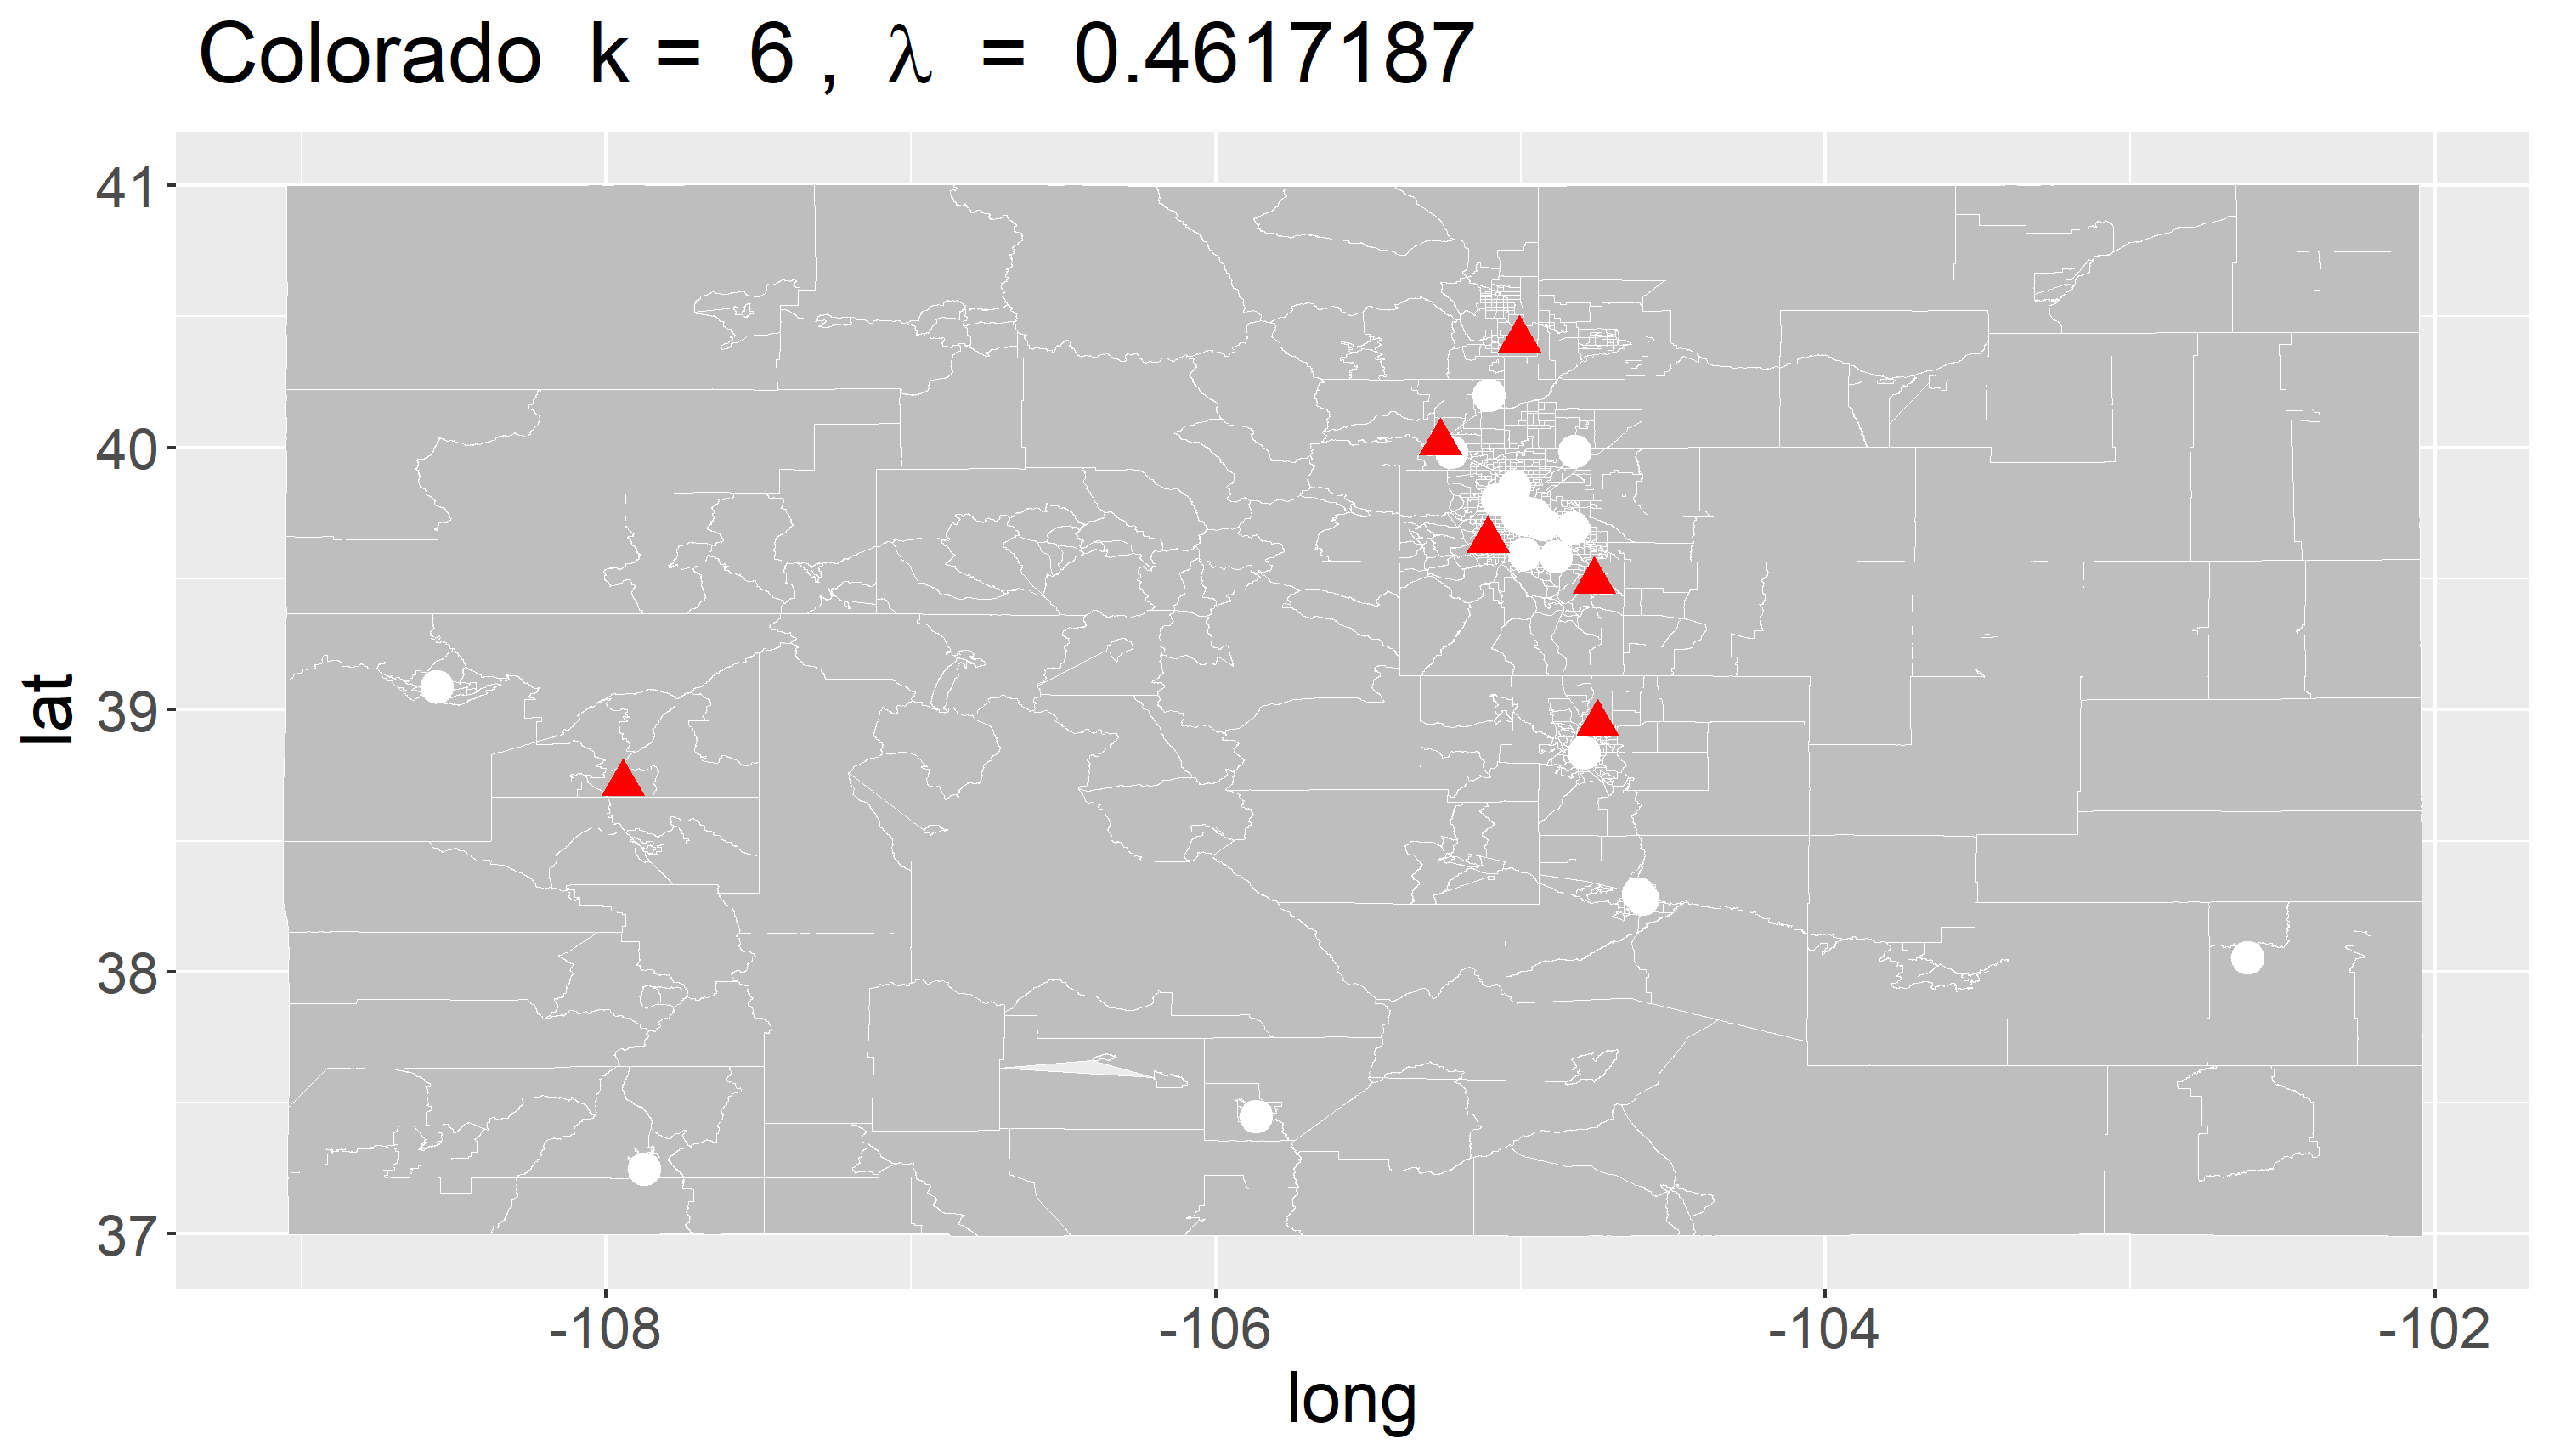 Colorado k = 6 , λ = 0.4617187
41
40
39
38
37
lat
-108 -106 -104 -102
long